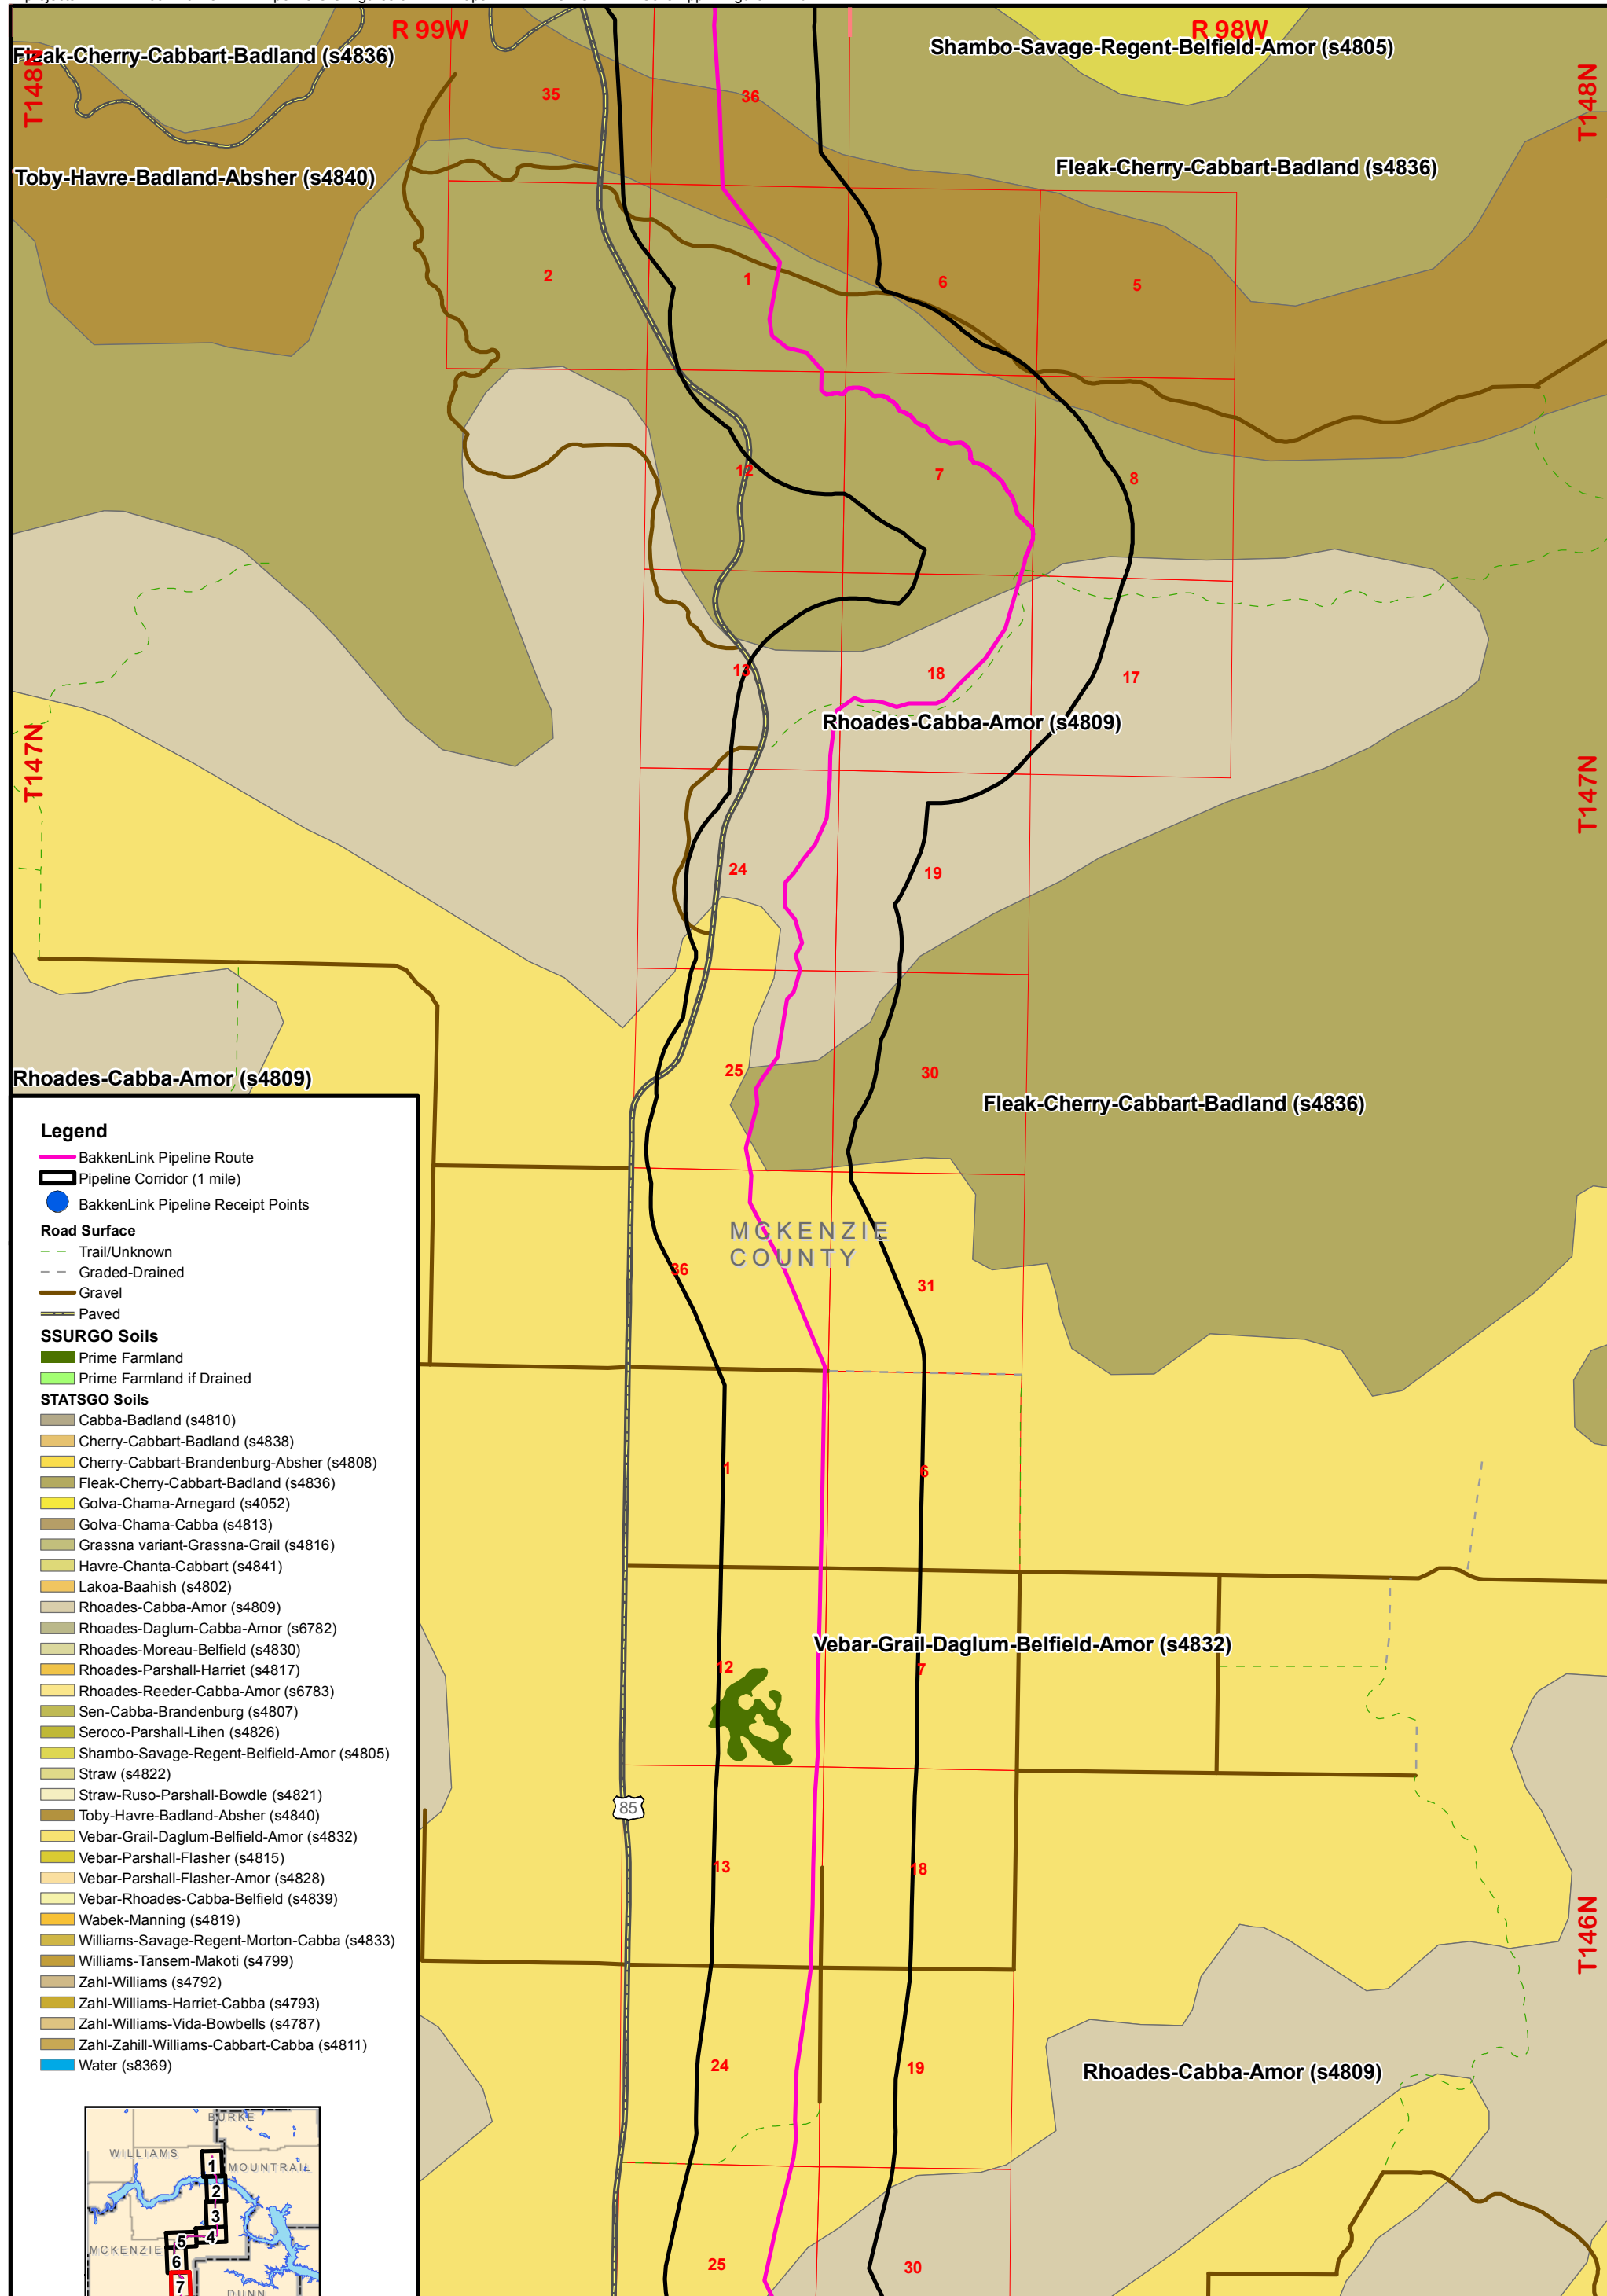 R 99W
R 98W
Fleak-Cherry-Cabbart-Badland (s4836)
Shambo-Savage-Regent-Belfield-Amor (s4805)
T148N
T148N
35
36
Toby-Havre-Badland-Absher (s4840)
Fleak-Cherry-Cabbart-Badland (s4836)
2
1
6
5
12
7
8
13
18
17
Rhoades-Cabba-Amor (s4809)
T147N
T147N
24
19
25
30
Rhoades-Cabba-Amor (s4809)
Fleak-Cherry-Cabbart-Badland (s4836)
MCKENZIE
COUNTY
36
31
1
6
Vebar-Grail-Daglum-Belfield-Amor (s4832)
12
7
85
13
18
T146N
24
19
Rhoades-Cabba-Amor (s4809)
25
30
Legend
BakkenLink Pipeline Route
Pipeline Corridor (1 mile)
BakkenLink Pipeline Receipt Points
Road Surface
Trail/Unknown
Graded-Drained
Gravel
Paved
SSURGO Soils
Prime Farmland
Prime Farmland if Drained
STATSGO Soils
Cabba-Badland (s4810)
Cherry-Cabbart-Badland (s4838)
Cherry-Cabbart-Brandenburg-Absher (s4808)
Fleak-Cherry-Cabbart-Badland (s4836)
Golva-Chama-Arnegard (s4052)
Golva-Chama-Cabba (s4813)
Grassna variant-Grassna-Grail (s4816)
Havre-Chanta-Cabbart (s4841)
Lakoa-Baahish (s4802)
Rhoades-Cabba-Amor (s4809)
Rhoades-Daglum-Cabba-Amor (s6782)
Rhoades-Moreau-Belfield (s4830)
Rhoades-Parshall-Harriet (s4817)
Rhoades-Reeder-Cabba-Amor (s6783)
Sen-Cabba-Brandenburg (s4807)
Seroco-Parshall-Lihen (s4826)
Shambo-Savage-Regent-Belfield-Amor (s4805)
Straw (s4822)
Straw-Ruso-Parshall-Bowdle (s4821)
Toby-Havre-Badland-Absher (s4840)
Vebar-Grail-Daglum-Belfield-Amor (s4832)
Vebar-Parshall-Flasher (s4815)
Vebar-Parshall-Flasher-Amor (s4828)
Vebar-Rhoades-Cabba-Belfield (s4839)
Wabek-Manning (s4819)
Williams-Savage-Regent-Morton-Cabba (s4833)
Williams-Tansem-Makoti (s4799)
Zahl-Williams (s4792)
Zahl-Williams-Harriet-Cabba (s4793)
Zahl-Williams-Vida-Bowbells (s4787)
Zahl-Zahill-Williams-Cabbart-Cabba (s4811)
Water (s8369)
BURKE
WILLIAMS
MOUNTRAIL
1
2
3
4
5
MCKENZIE
6
7
DUNN